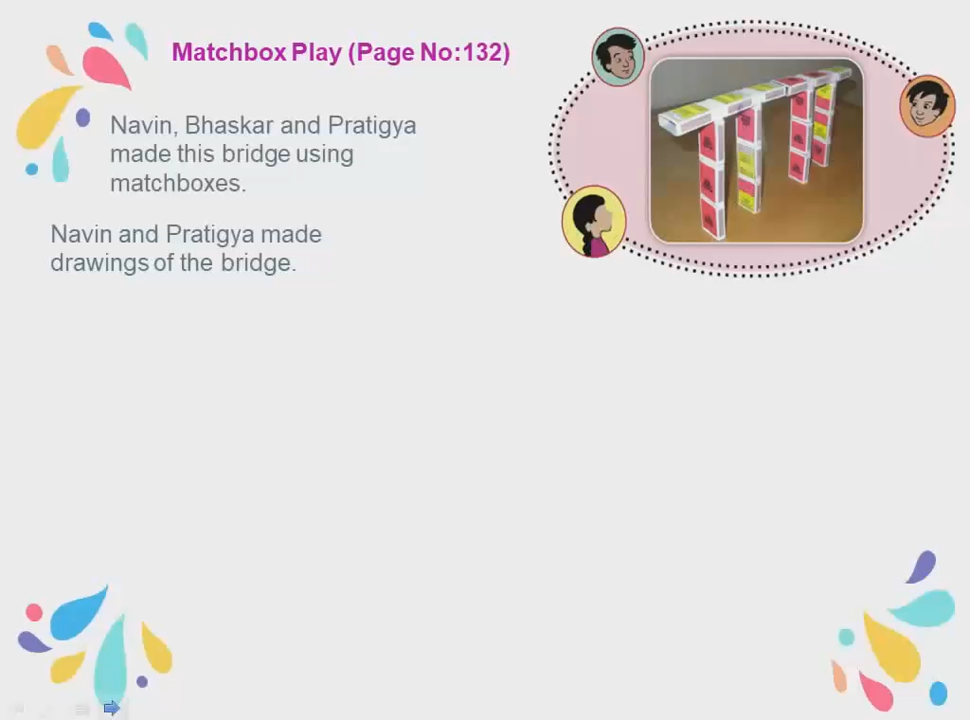 Matchbox Play (Page No:132)
Navin, Bhaskar and Pratigya
made this bridge using
matchboxes.
Navin and Pratigya made
drawings of the bridge.